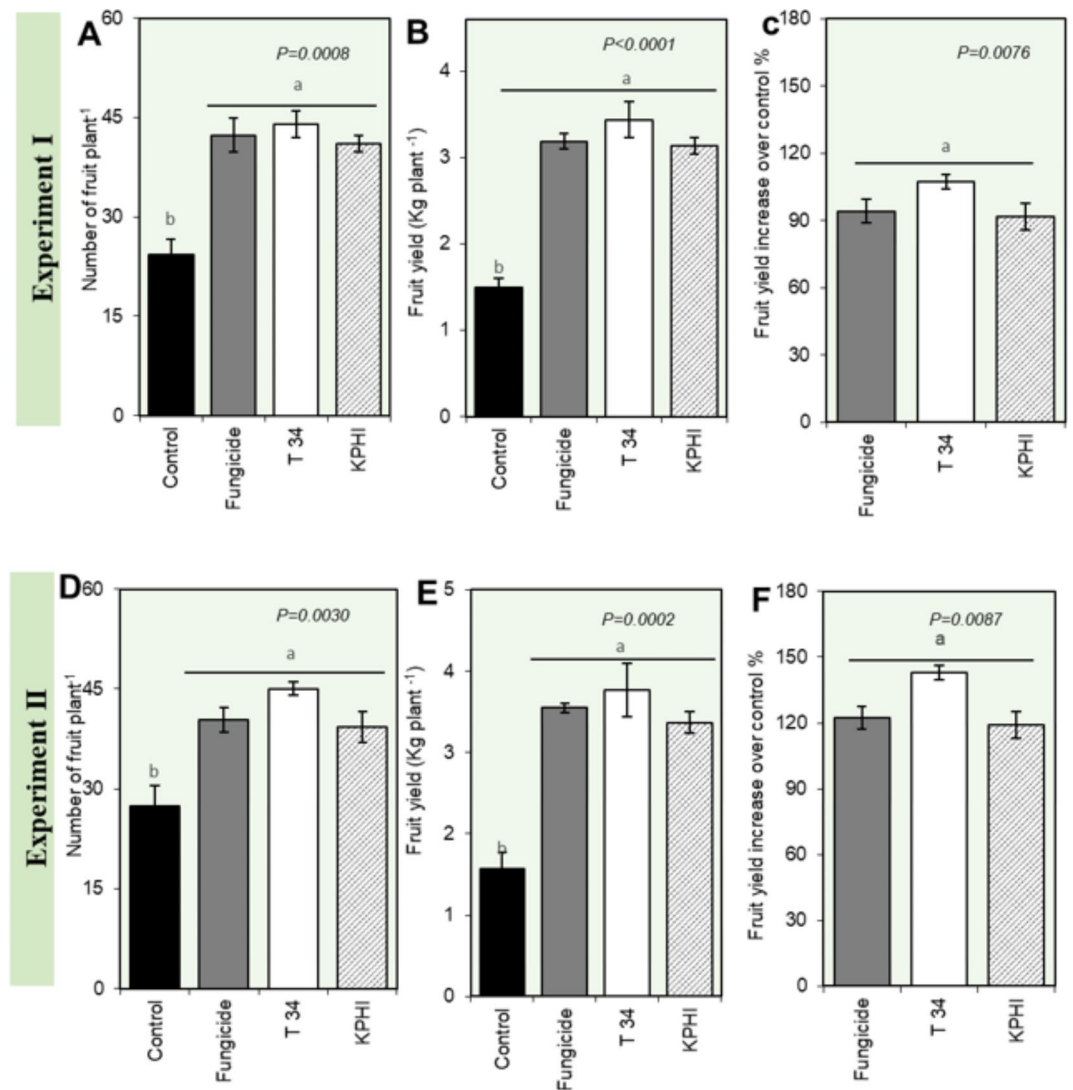 Experiment I
A
Number of fruit plant-1
60
45
30
15
0
P=0.0008
a
b
Control
Fungicide
T 34
KPHI
B
Fruit yield (Kg plant -1)
4
3
2
1
0
P<0.0001
a
b
Control
Fungicide
T 34
KPHI
C
Fruit yield increase over control %
180
150
120
90
60
30
0
P=0.0076
a
Fungicide
T 34
KPHI
Experiment II
D
Number of fruit plant-1
60
45
30
15
0
P=0.0030
a
b
Control
Fungicide
T 34
KPHI
E
Fruit yield (Kg plant -1)
5
4
3
2
1
0
P=0.0002
a
b
Control
Fungicide
T 34
KPHI
F
Fruit yield increase over control %
180
150
120
90
60
30
0
P=0.0087
a
Fungicide
T 34
KPHI